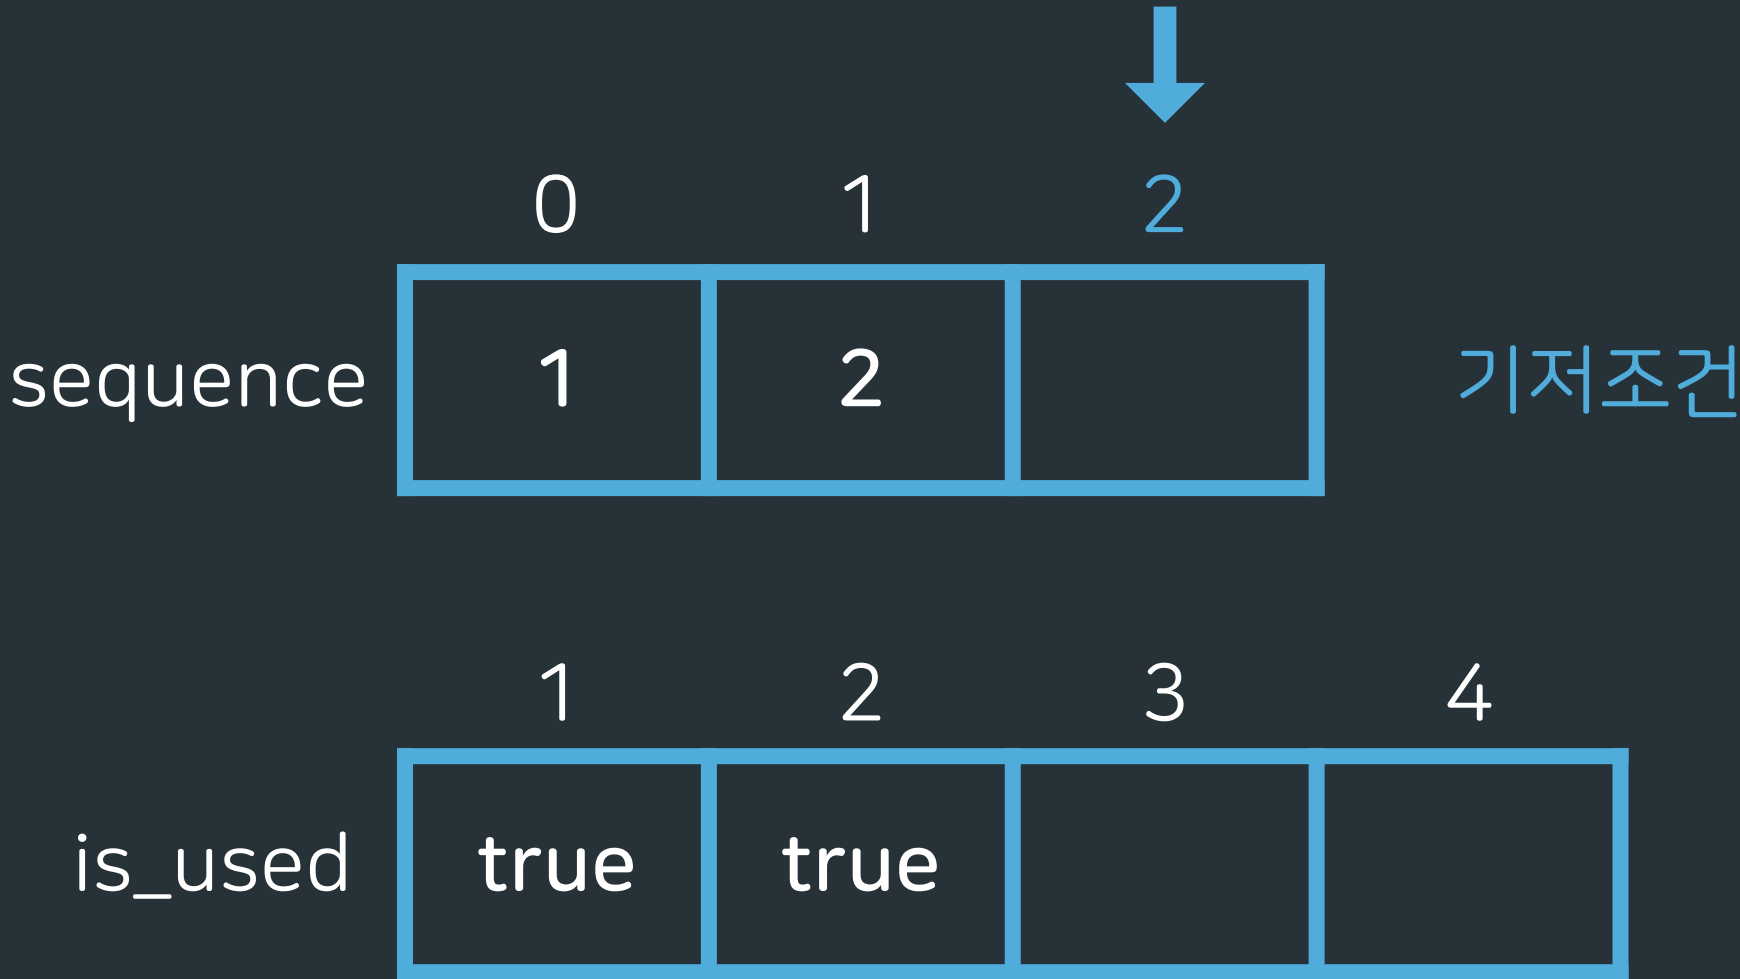 0 1 2
sequence 1 2 기저조건
1 2 3 4
is_used true true